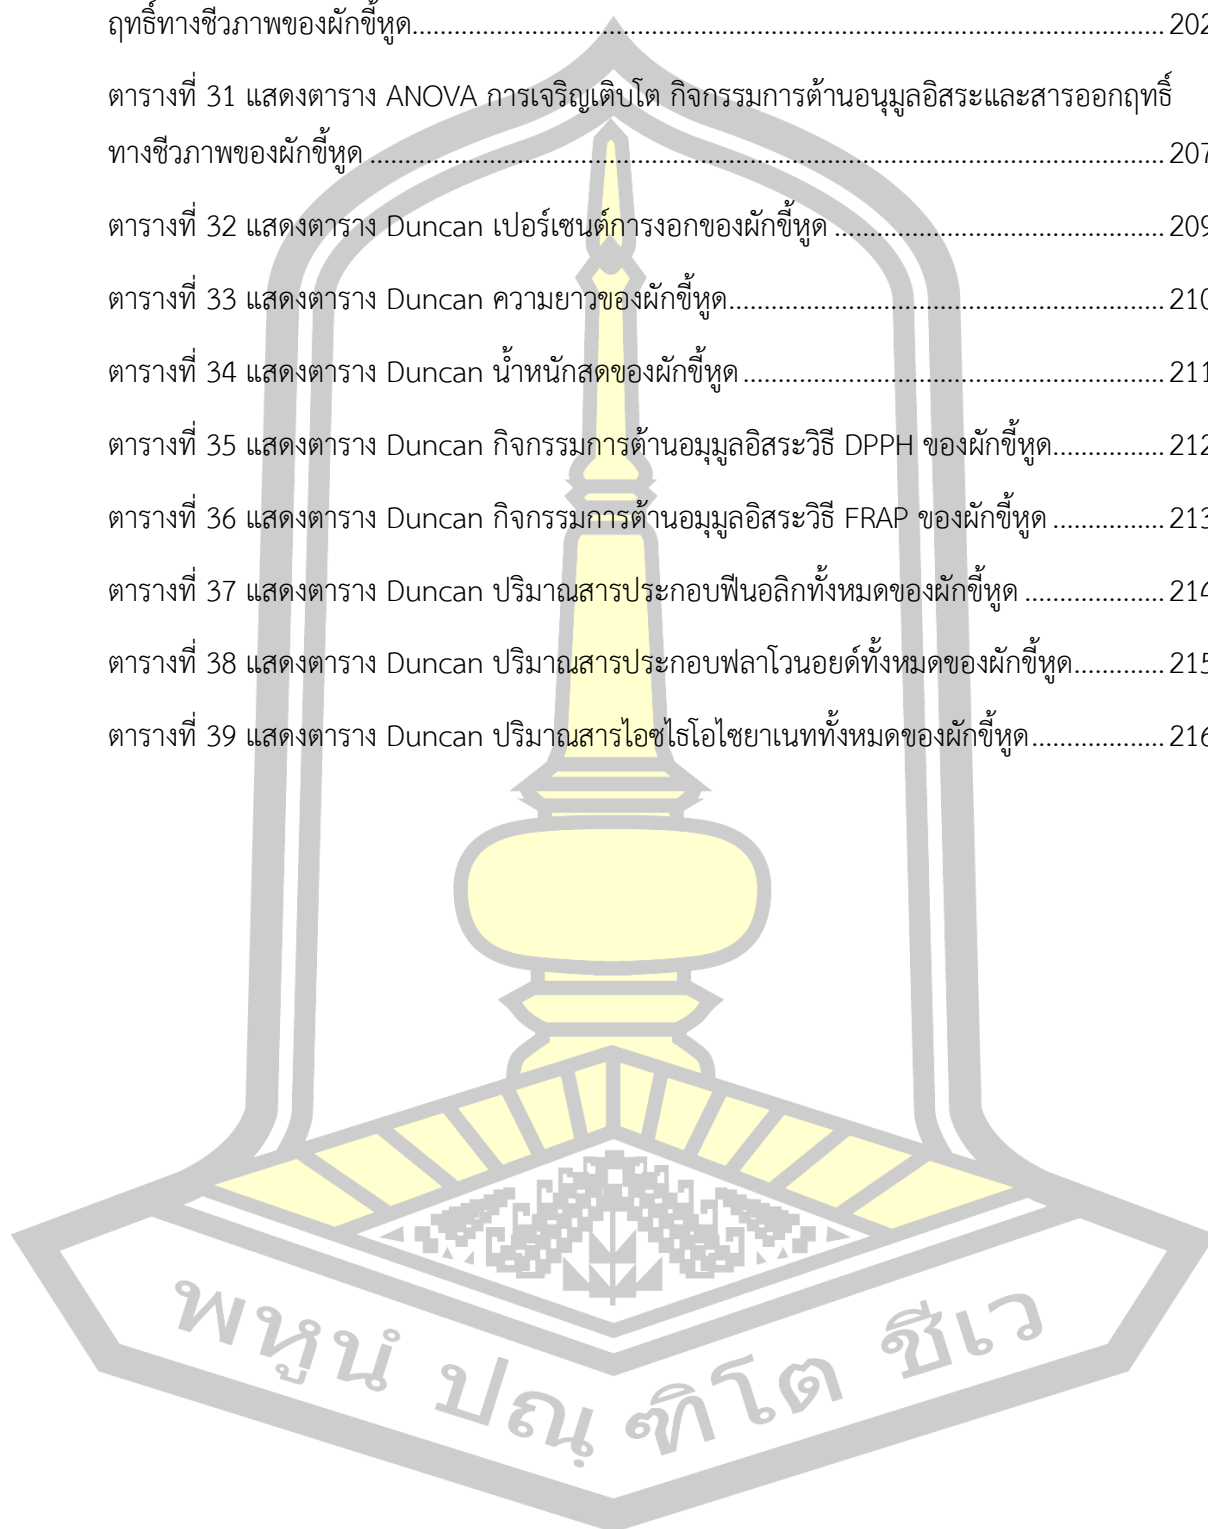 ฤทธิ์ทางชีวภาพของผักขี้หูด............................................................................................ 202
ตารางที่ 31 แสดงตาราง ANOVA การเจริญเติบโต กิจกรรมการต้านอนุมูลอิสระและสารออกฤทธิ์
ทางชีวภาพของผักขี้หูด ................................................................................................. 207
ตารางที่ 32 แสดงตาราง Duncan เปอร์เซนต์การงอกของผักขี้หูด ........................................ 209
ตารางที่ 33 แสดงตาราง Duncan ความยาวของผักขี้หูด..................................................... 210
ตารางที่ 34 แสดงตาราง Duncan น้ำหนักสดของผักขี้หูด ................................................... 211
ตารางที่ 35 แสดงตาราง Duncan กิจกรรมการต้านอมุมูลอิสระวิธี DPPH ของผักขี้หูด................. 212
ตารางที่ 36 แสดงตาราง Duncan กิจกรรมการต้านอมุมูลอิสระวิธี FRAP ของผักขี้หูด ................. 213
ตารางที่ 37 แสดงตาราง Duncan ปริมาณสารประกอบฟีนอลิกทั้งหมดของผักขี้หูด .................... 214
ตารางที่ 38 แสดงตาราง Duncan ปริมาณสารประกอบฟลาโวนอยด์ทั้งหมดของผักขี้หูด.............. 215
ตารางที่ 39 แสดงตาราง Duncan ปริมาณสารไอซไธโอไซยาเนททั้งหมดของผักขี้หูด................... 216
พหูนํ ปณฺ ฑิโต ชีเว